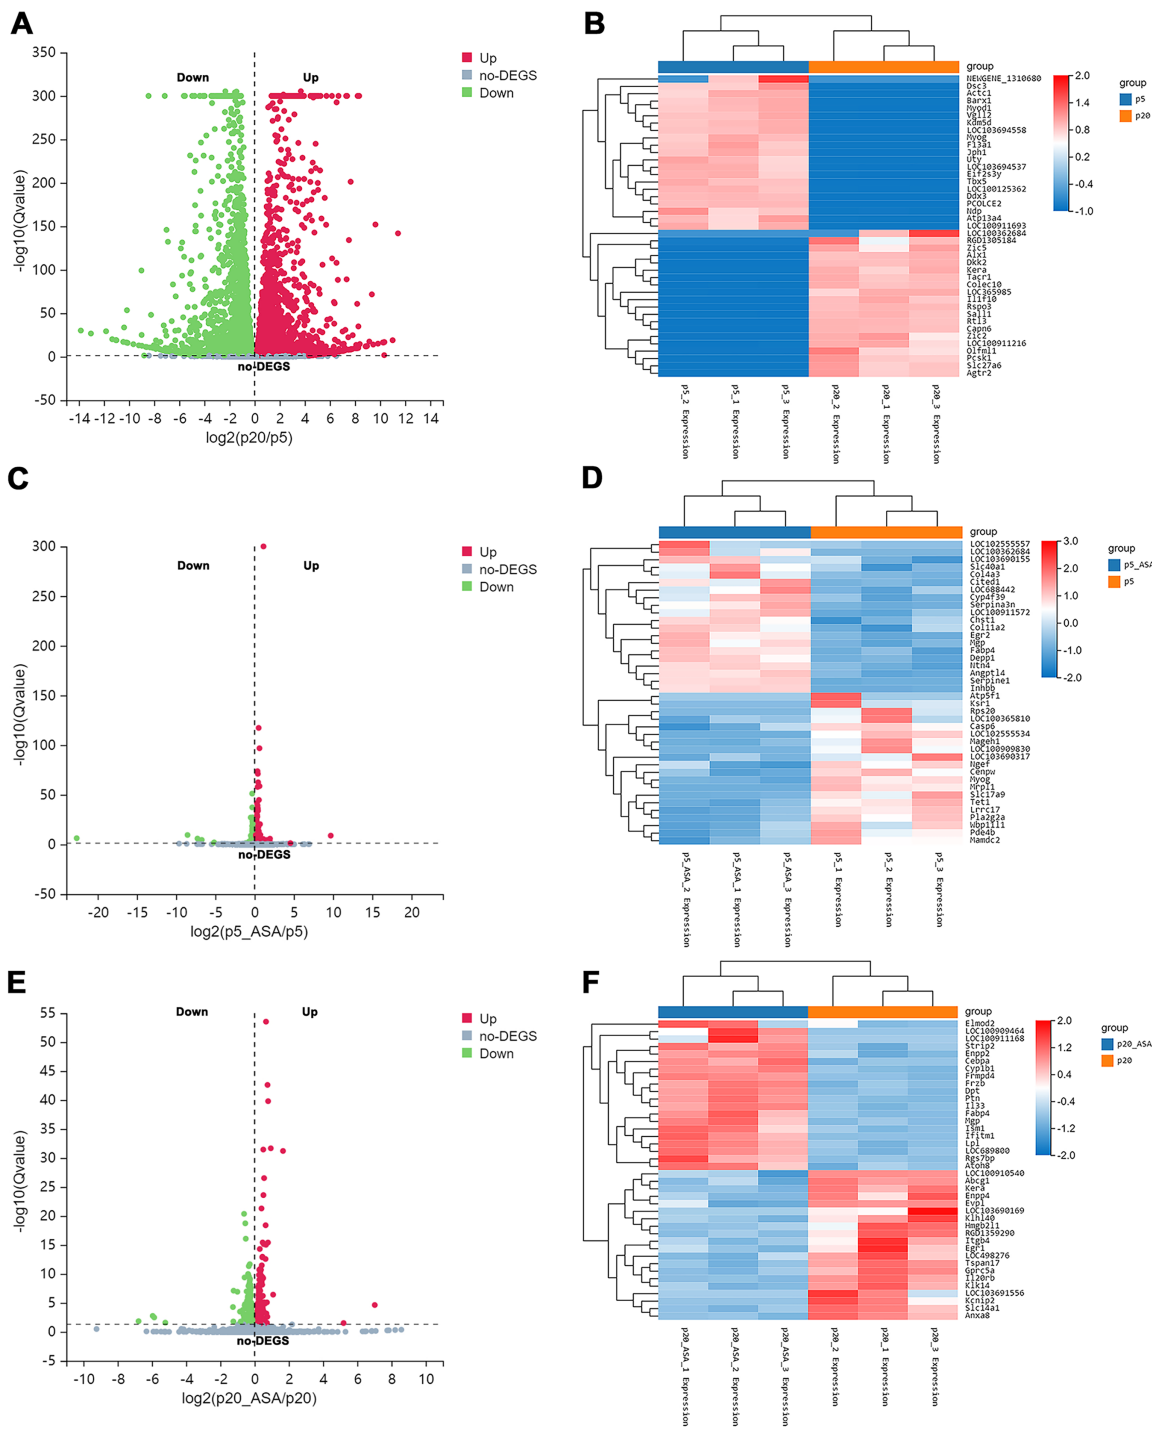 A
350
300
250
200
150
100
50
0
-50
-log10(Qvalue)
Down
Up
no-DEGS
-14 -12 -10 -8 -6 -4 -2 0 2 4 6 8 10 12 14
log2(p20/p5)
Up
no-DEGS
Down
B
group
NEWGENE_1310680
Dsc3
Actc1
Barx1
Myod1
Vgll2
Kdm5d
LOC103694558
Myog
F13a1
Jph1
Uty
LOC103694537
Eif2s3y
Tbx5
LOC100125362
Ddx3
PCOLCE2
Ndp
Atp13a4
LOC100911693
LOC100362684
RGD1305184
Zic5
Alx1
Dkk2
Kera
Tacr1
Colec10
LOC365985
Il1f10
Rspo3
Sall1
Rtl3
Capn6
Zic2
LOC100911216
Olfml1
Pcsk1
Slc27a6
Agtr2
p5_2 Expression
p5_1 Expression
p5_3 Expression
p20_2 Expression
p20_1 Expression
p20_3 Expression
2.0
1.4
0.8
0.2
-0.4
-1.0
group
p5
p20
C
300
250
200
150
100
50
0
-50
-log10(Qvalue)
Down
Up
no-DEGS
-20 -15 -10 -5 0 5 10 15 20
log2(p5_ASA/p5)
Up
no-DEGS
Down
D
group
LOC102555557
LOC100362684
LOC103690155
Slc40a1
Col4a3
Cited1
LOC688442
Cyp4f39
Serpina3n
LOC100911572
Chst1
Col11a2
Egr2
Mgp
Fabp4
Depp1
Ntn4
Angptl4
Serpine1
Inhbb
Atp5f1
Ksr1
Rps20
LOC100365810
Casp6
LOC102555534
Mageh1
LOC100909830
LOC103690317
Ngef
Cenpw
Myog
Mrpl1
Slc17a9
Tet1
Lrrc17
Pla2g2a
Wbp11l1
Pde4b
Mamdc2
p5_ASA_2 Expression
p5_ASA_1 Expression
p5_ASA_3 Expression
p5_1 Expression
p5_2 Expression
p5_3 Expression
3.0
2.0
1.0
0.0
-1.0
-2.0
group
p5_ASA
p5
E
55
50
45
40
35
30
25
20
15
10
5
0
-5
-log10(Qvalue)
Down
Up
no-DEGS
-10 -8 -6 -4 -2 0 2 4 6 8 10
log2(p20_ASA/p20)
Up
no-DEGS
Down
F
group
Elmod2
LOC100909464
LOC100911168
Strip2
Enpp2
Cebpa
Cyp1b1
Frmpd4
Frzb
Dpt
Ptn
Il33
Fabp4
Mgp
Ism1
Ifitm1
Lpl
LOC689800
Rgs7bp
Atoh8
LOC100910540
Abcg1
Kera
Enpp4
Evpl
LOC103690169
Klhl40
Hmgb2l1
RGD1359290
Itgb4
Egr1
LOC498276
Tspan17
Gprc5a
Il20rb
Klk14
LOC103691556
Kcnip2
Slc14a1
Anxa8
p20_ASA_1 Expression
p20_ASA_2 Expression
p20_ASA_3 Expression
p20_2 Expression
p20_1 Expression
p20_3 Expression
2.0
1.2
0.4
-0.4
-1.2
-2.0
group
p20_ASA
p20